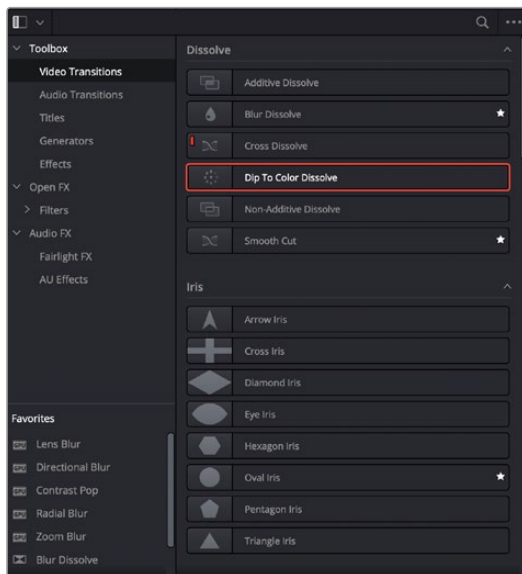 Toolbox
Video Transitions
Audio Transitions
Titles
Generators
Effects
Open FX
Filters
Audio FX
Fairlight FX
AU Effects
Favorites
Lens Blur
Directional Blur
Contrast Pop
Radial Blur
Zoom Blur
Blur Dissolve
Dissolve
Additive Dissolve
Blur Dissolve
Cross Dissolve
Dip To Color Dissolve
Non-Additive Dissolve
Smooth Cut
Iris
Arrow Iris
Cross Iris
Diamond Iris
Eye Iris
Hexagon Iris
Oval Iris
Pentagon Iris
Triangle Iris